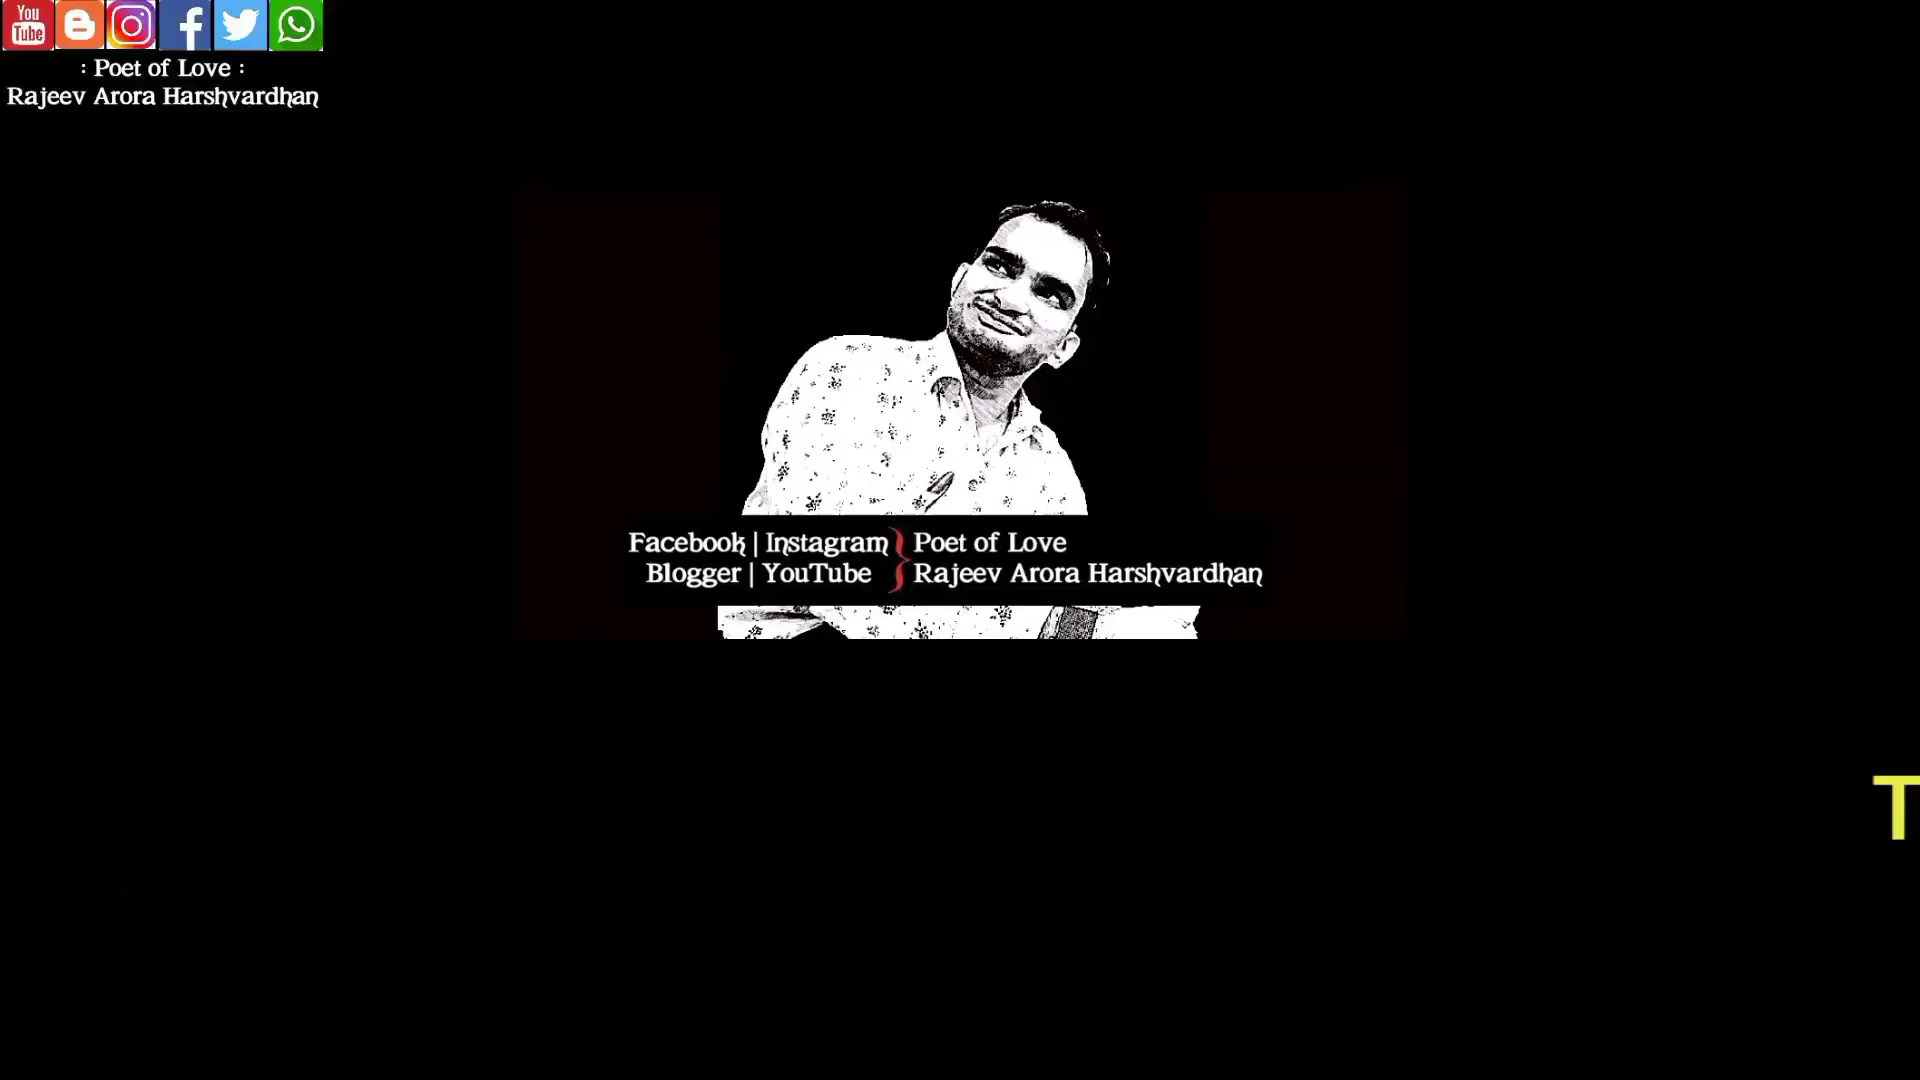 You
Tube
: Poet of Love :
Rajeev Arora Harshvardhan
Facebook | Instagram } Poet of Love
Blogger | YouTube } Rajeev Arora Harshvardhan
T